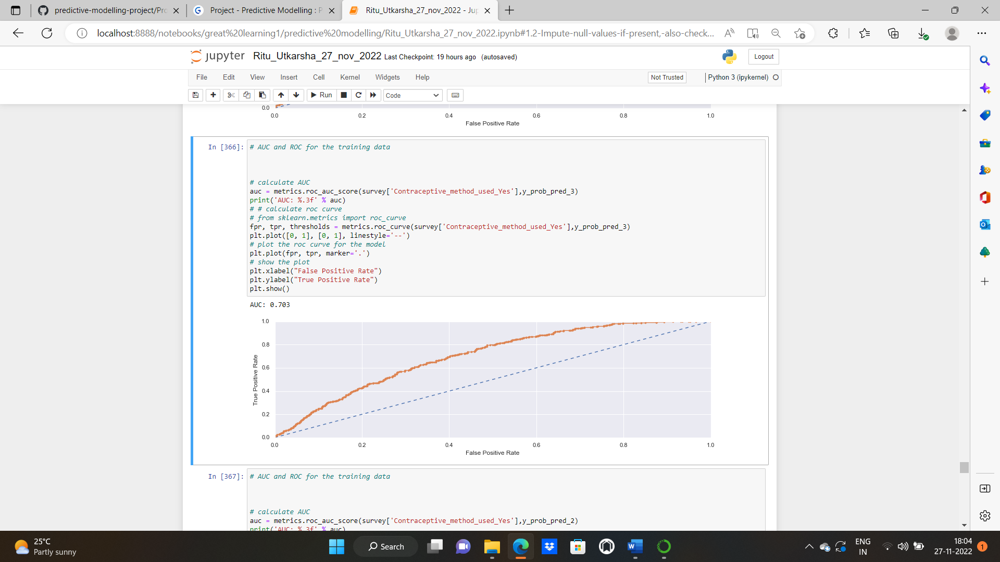 predictive-modelling-project/Pro
Project - Predictive Modelling : P
Ritu_Utkarsha_27_nov_2022 - Jup
localhost:8888/notebooks/great%20learning1/predictive%20modelling/Ritu_Utkarsha_27_nov_2022.ipynb#1.2-Impute-null-values-if-present,-also-check...
jupyter Ritu_Utkarsha_27_nov_2022 Last Checkpoint: 19 hours ago (autosaved)
Logout
File Edit View Insert Cell Kernel Widgets Help
Not Trusted
Python 3 (ipykernel)
Run
Code
0.0
0.0 0.2 0.4 0.6 0.8 1.0
False Positive Rate
In [366]: # AUC and ROC for the training data
# calculate AUC
auc = metrics.roc_auc_score(survey['Contraceptive_method_used_Yes'],y_prob_pred_3)
print('AUC: %.3f' % auc)
# # calculate roc curve
# from sklearn.metrics import roc_curve
fpr, tpr, thresholds = metrics.roc_curve(survey['Contraceptive_method_used_Yes'],y_prob_pred_3)
plt.plot([0, 1], [0, 1], linestyle='--')
# plot the roc curve for the model
plt.plot(fpr, tpr, marker='.')
# show the plot
plt.xlabel("False Positive Rate")
plt.ylabel("True Positive Rate")
plt.show()
AUC: 0.703
1.0
0.8
0.6
0.4
0.2
0.0
True Positive Rate
0.0 0.2 0.4 0.6 0.8 1.0
False Positive Rate
In [367]: # AUC and ROC for the training data
# calculate AUC
auc = metrics.roc_auc_score(survey['Contraceptive_method_used_Yes'],y_prob_pred_2)
print('AUC: %.3f' % auc)
25°C
Partly sunny
Search
ENG
IN
18:04
27-11-2022
1